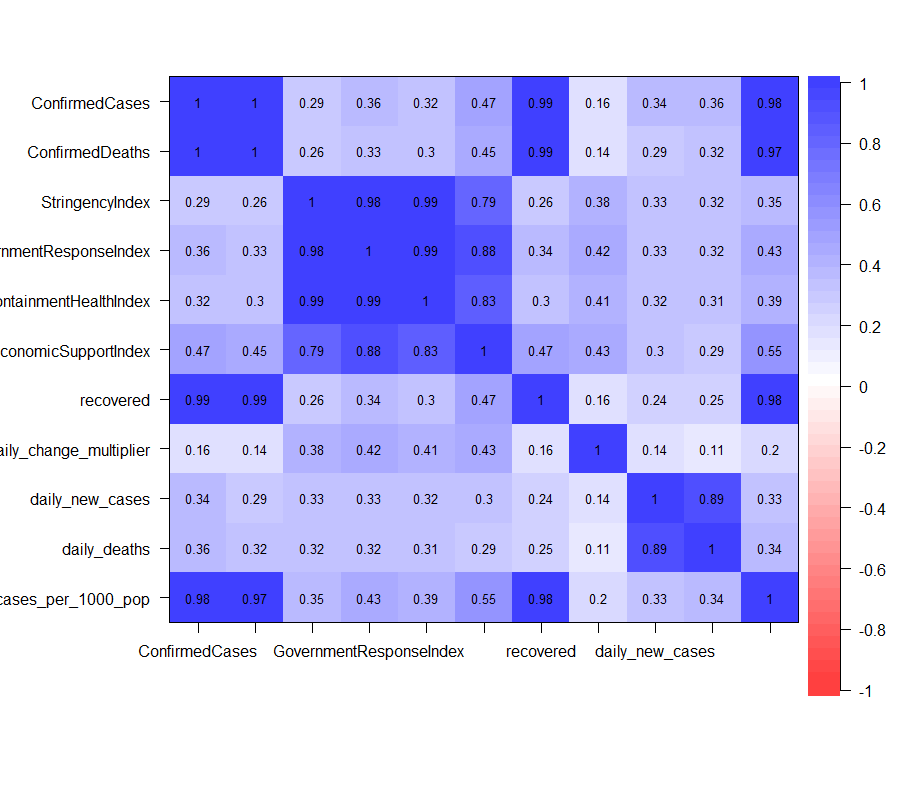 ConfirmedCases 1 1 0.29 0.36 0.32 0.47 0.99 0.16 0.34 0.36 0.98
ConfirmedDeaths 1 1 0.26 0.33 0.3 0.45 0.99 0.14 0.29 0.32 0.97
StringencyIndex 0.29 0.26 1 0.98 0.99 0.79 0.26 0.38 0.33 0.32 0.35
rnmentResponseIndex 0.36 0.33 0.98 1 0.99 0.88 0.34 0.42 0.33 0.32 0.43
ontainmentHealthIndex 0.32 0.3 0.99 0.99 1 0.83 0.3 0.41 0.32 0.31 0.39
conomicSupportIndex 0.47 0.45 0.79 0.88 0.83 1 0.47 0.43 0.3 0.29 0.55
recovered 0.99 0.99 0.26 0.34 0.3 0.47 1 0.16 0.24 0.25 0.98
aily_change_multiplier 0.16 0.14 0.38 0.42 0.41 0.43 0.16 1 0.14 0.11 0.2
daily_new_cases 0.34 0.29 0.33 0.33 0.32 0.3 0.24 0.14 1 0.89 0.33
daily_deaths 0.36 0.32 0.32 0.32 0.31 0.29 0.25 0.11 0.89 1 0.34
cases_per_1000_pop 0.98 0.97 0.35 0.43 0.39 0.55 0.98 0.2 0.33 0.34 1
ConfirmedCases GovernmentResponseIndex recovered daily_new_cases
1
0.8
0.6
0.4
0.2
0
-0.2
-0.4
-0.6
-0.8
-1